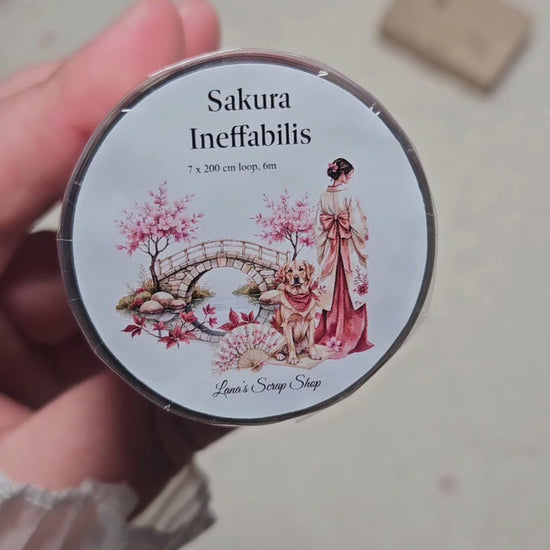 Sakura
Ineffabilis
7 x 200 cm loop, 6m
Lana's Scrap Shop